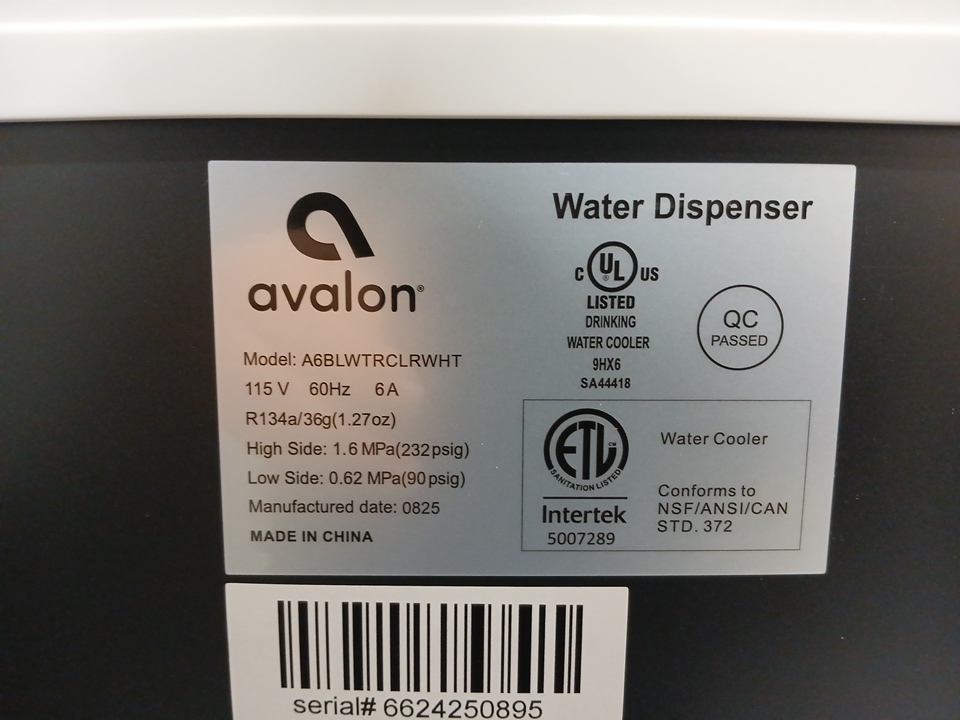 avalon®
Model: A6BLWTRCLRWHT
115 V 60Hz 6A
R134a/36g(1.27oz)
High Side: 1.6 MPa(232psig)
Low Side: 0.62 MPa(90psig)
Manufactured date: 0825
MADE IN CHINA
Water Dispenser
C UL® US
LISTED
DRINKING
WATER COOLER
9HX6
SA44418
QC
PASSED
ETL CM
SANITATION LISTED
Intertek
5007289
Water Cooler
Conforms to
NSF/ANSI/CAN
STD. 372
serial# 6624250895